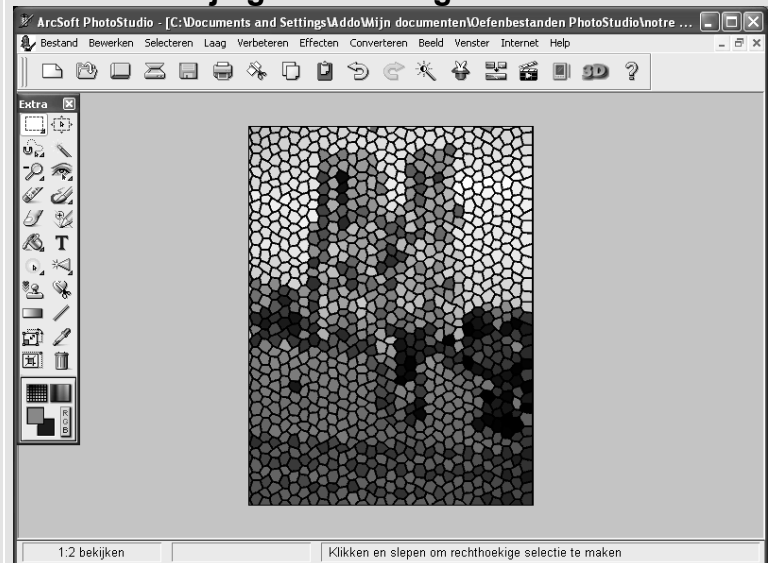 ArcSoft PhotoStudio - [C:\Documents and Settings\Addo\Mijn documenten\Oefenbestanden PhotoStudio\notre ...
Bestand Bewerken Selecteren Laag Verbeteren Effecten Converteren Beeld Venster Internet Help
3D ?
Extra
T
R
G
B
1:2 bekijken
Klikken en slepen om rechthoekige selectie te maken